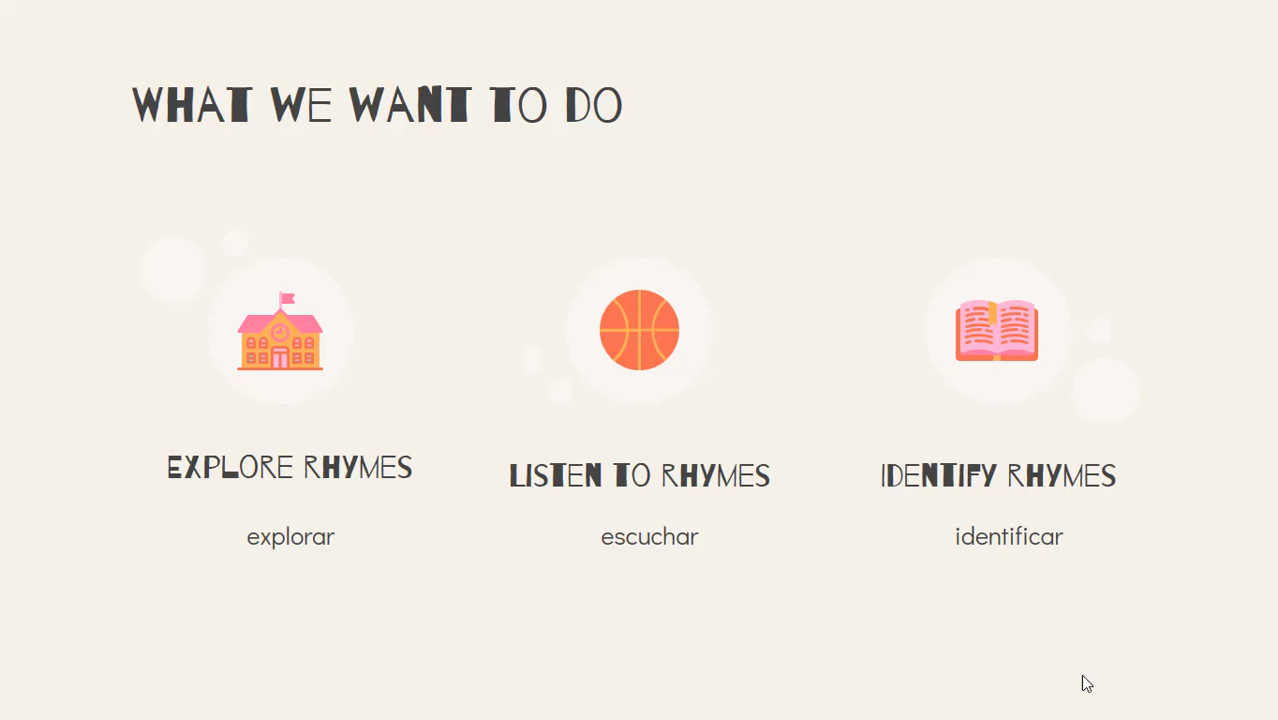 WHAT WE WANT TO DO
EXPLORE RHYMES
explorar
LISTEN TO RHYMES
escuchar
IDENTIFY RHYMES
identificar